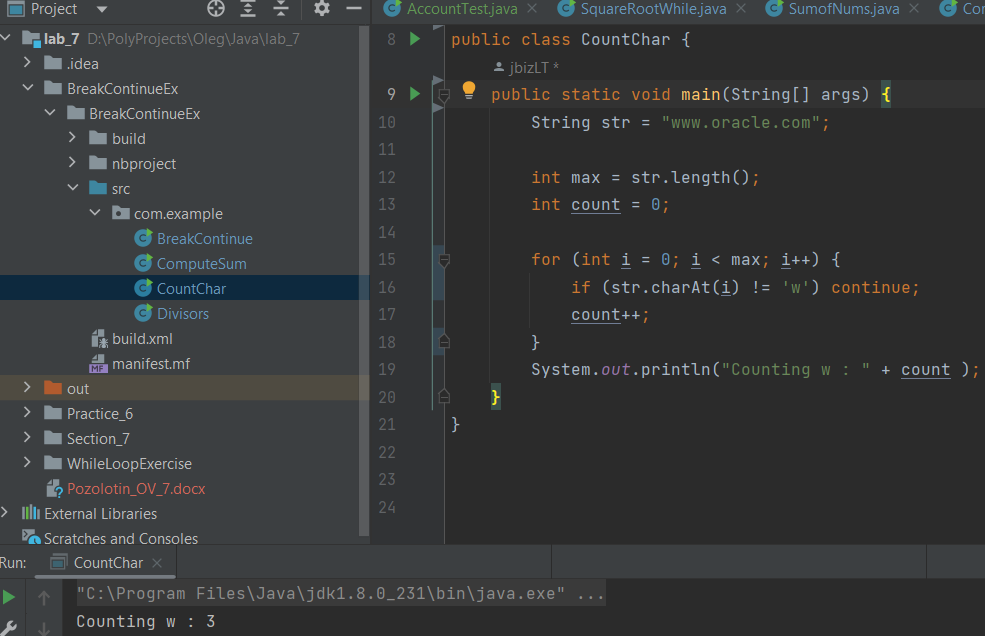 Project
AccountTest.java
SquareRootWhile.java
SumofNums.java
Con
lab_7 D:\PolyProjects\Oleg\Java\lab_7
.idea
BreakContinueEx
BreakContinueEx
build
nbproject
src
com.example
BreakContinue
ComputeSum
CountChar
Divisors
build.xml
manifest.mf
out
Practice_6
Section_7
WhileLoopExercise
Pozolotin_OV_7.docx
External Libraries
Scratches and Consoles
8 public class CountChar {
jbizLT *
9 public static void main(String[] args) {
10 String str = "www.oracle.com";
11
12 int max = str.length();
13 int count = 0;
14
15 for (int i = 0; i < max; i++) {
16 if (str.charAt(i) != 'w') continue;
17 count++;
18 }
19 System.out.println("Counting w : " + count );
20 }
21 }
22
23
24
Run: CountChar
"C:\Program Files\Java\jdk1.8.0_231\bin\java.exe" ...
Counting w : 3